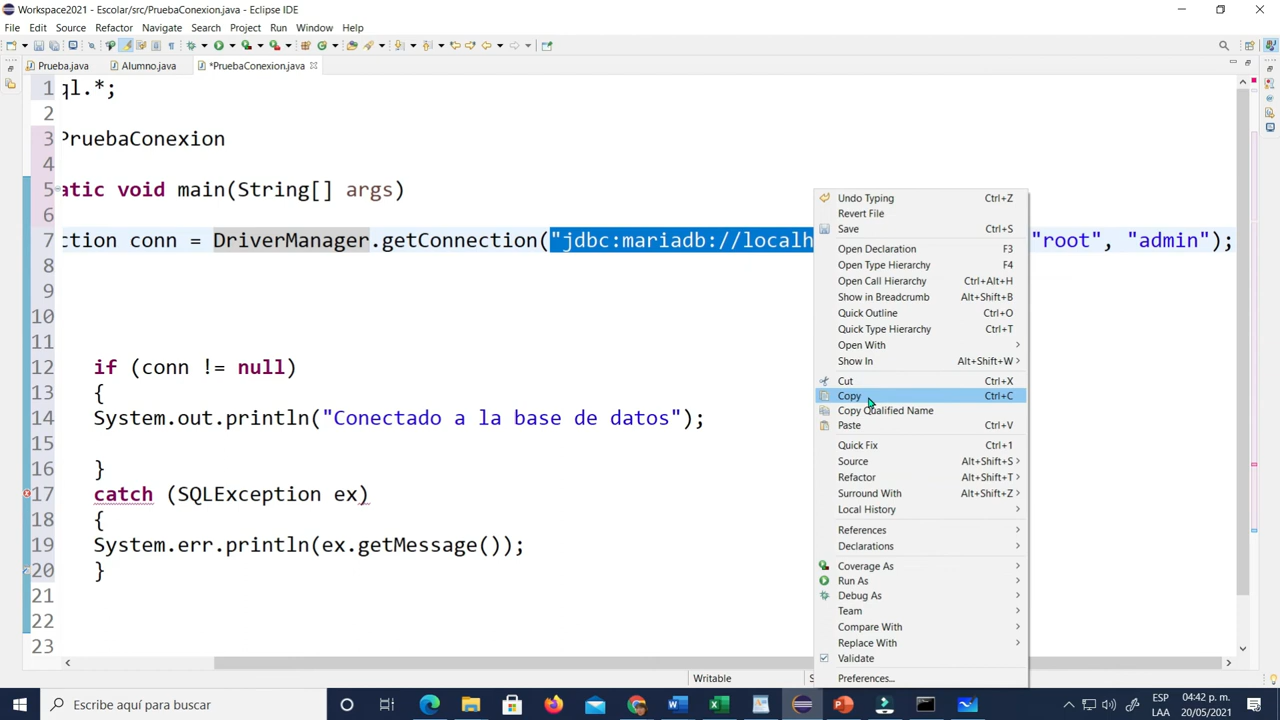 Workspace2021 - Escolar/src/PruebaConexion.java - Eclipse IDE
File Edit Source Refactor Navigate Search Project Run Window Help
Prueba.java Alumno.java *PruebaConexion.java
1 ql.*;
2
3 PruebaConexion
4
5 atic void main(String[] args)
6
7 ction conn = DriverManager.getConnection("jdbc:mariadb://localh "root", "admin");
8
9
10
11
12 if (conn != null)
13 {
14 System.out.println("Conectado a la base de datos");
15
16 }
17 catch (SQLException ex)
18 {
19 System.err.println(ex.getMessage());
20 }
21
22
23
Undo Typing Ctrl+Z
Revert File
Save Ctrl+S
Open Declaration F3
Open Type Hierarchy F4
Open Call Hierarchy Ctrl+Alt+H
Show in Breadcrumb Alt+Shift+B
Quick Outline Ctrl+O
Quick Type Hierarchy Ctrl+T
Open With
Show In Alt+Shift+W
Cut Ctrl+X
Copy Ctrl+C
Copy Qualified Name
Paste Ctrl+V
Quick Fix Ctrl+1
Source Alt+Shift+S
Refactor Alt+Shift+T
Surround With Alt+Shift+Z
Local History
References
Declarations
Coverage As
Run As
Debug As
Team
Compare With
Replace With
Validate
Preferences...
Writable S
Escribe aquí para buscar
ESP 04:42 p. m.
LAA 20/05/2021